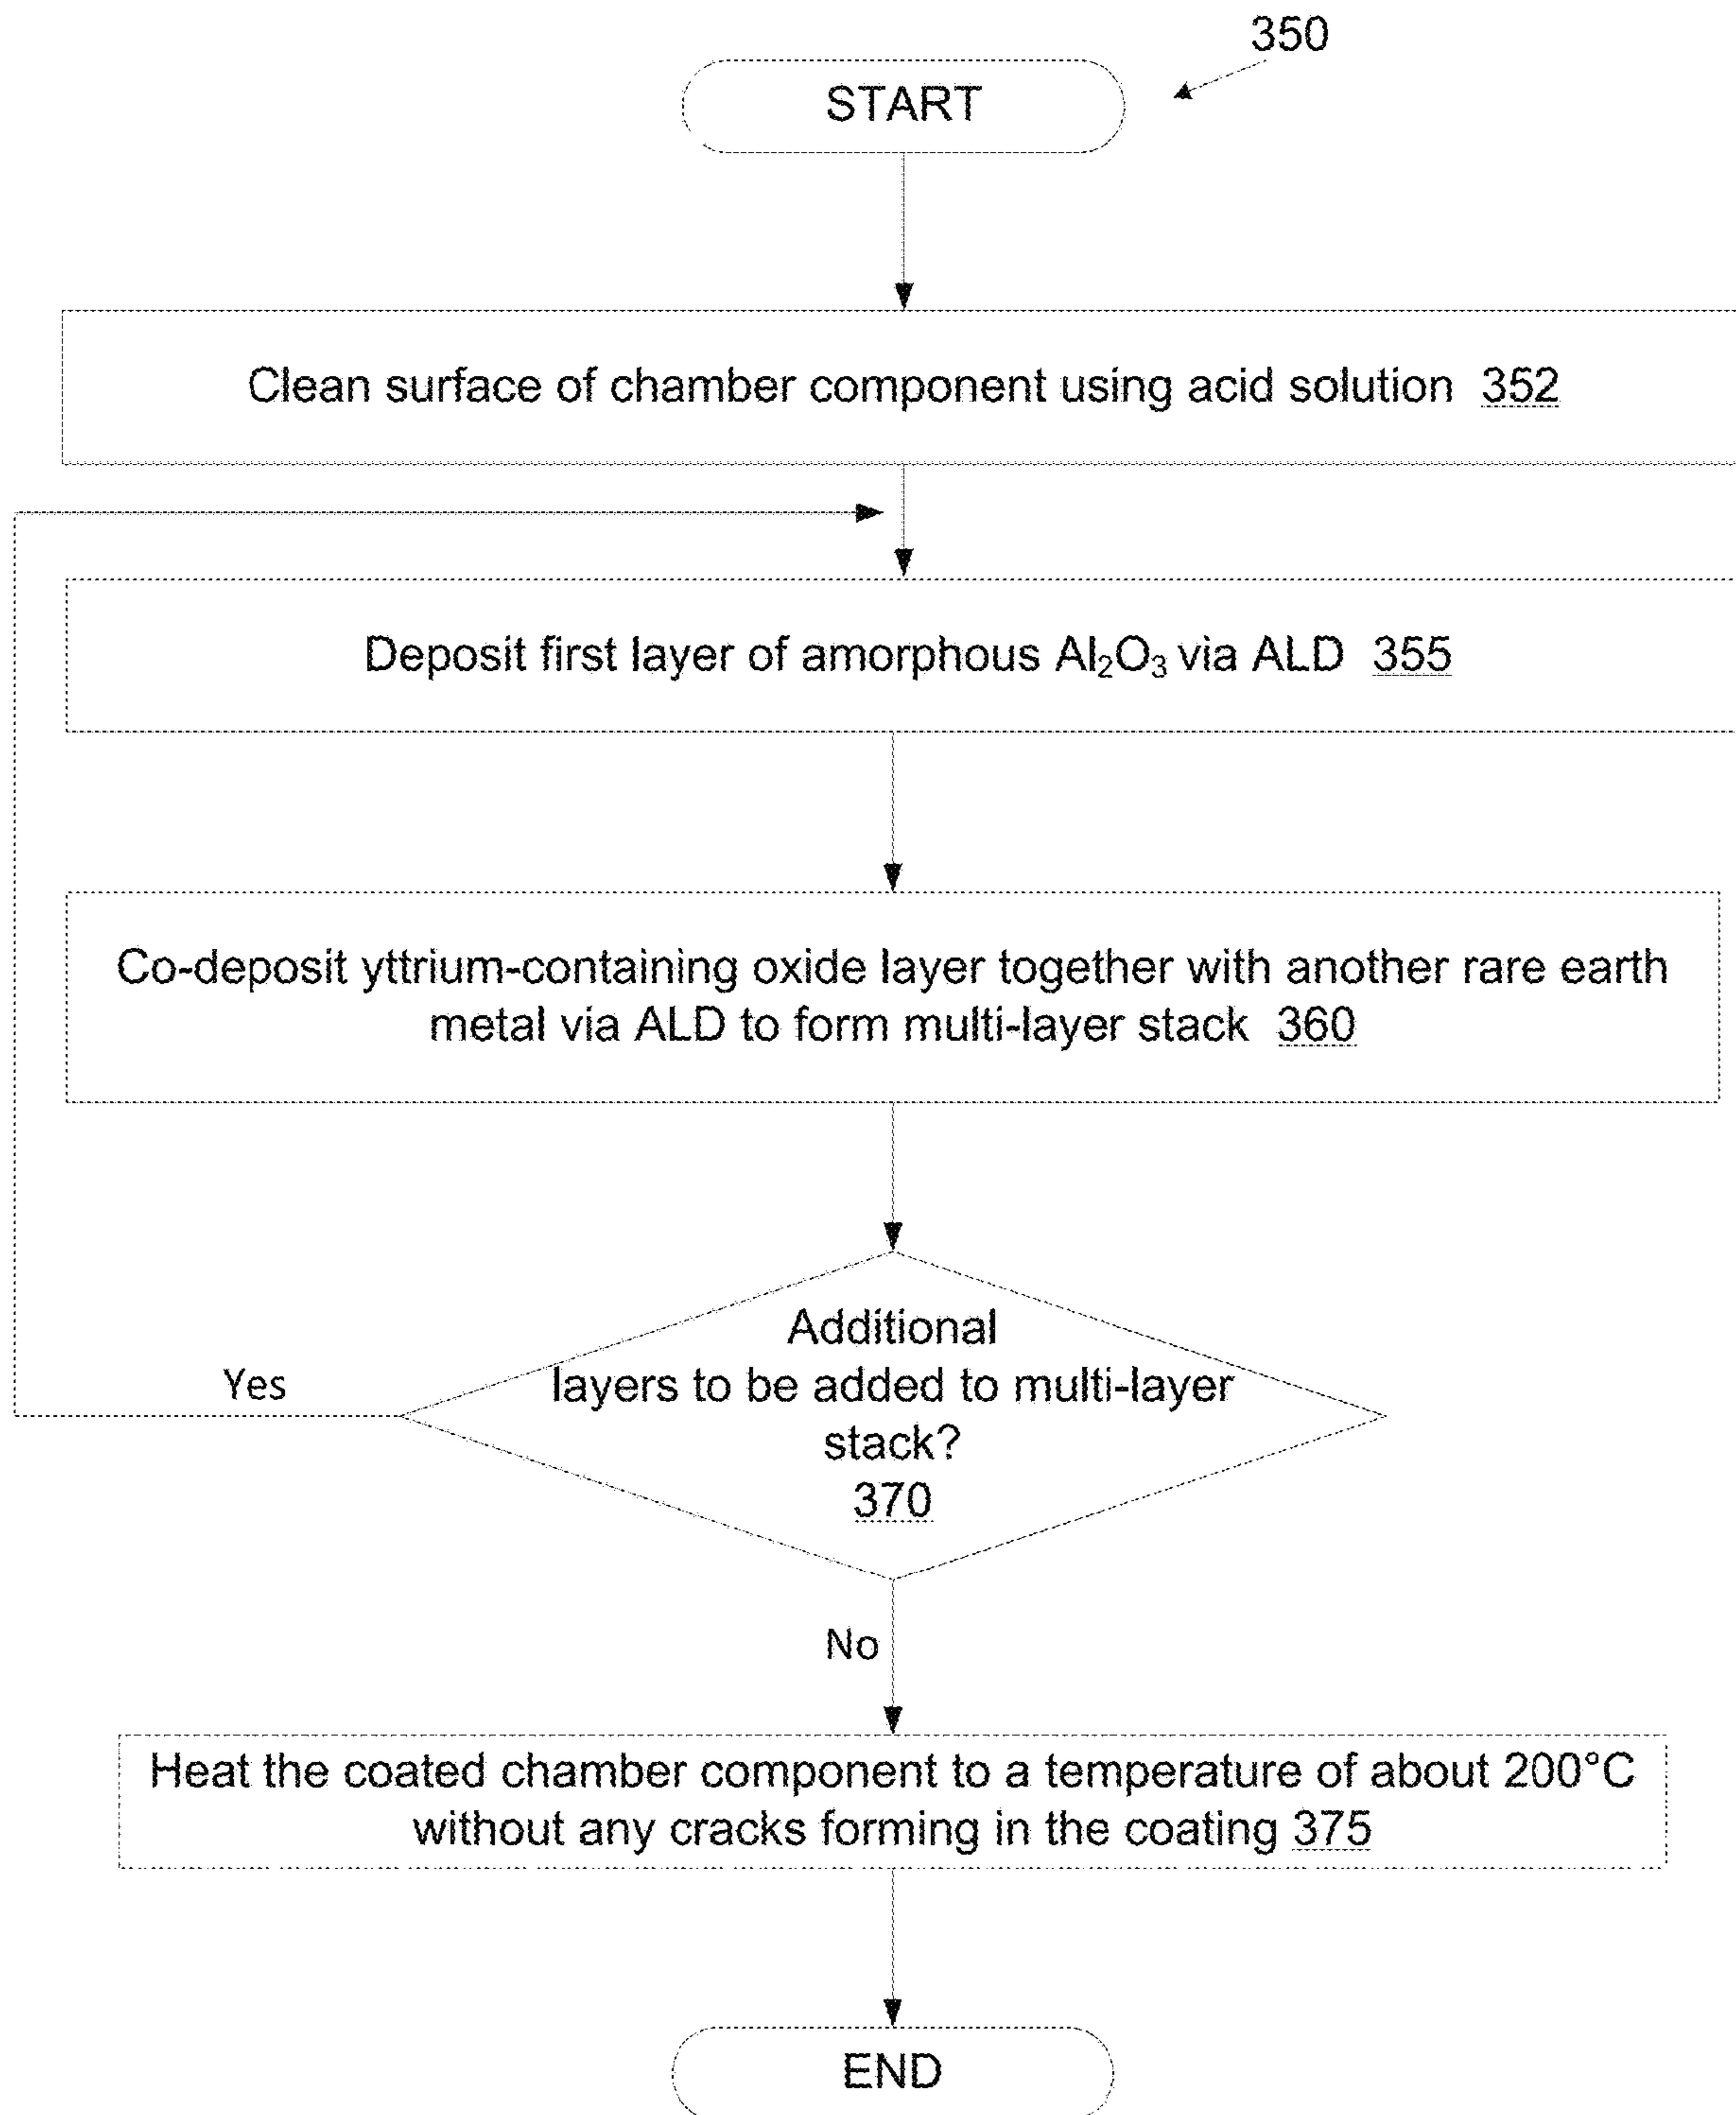 350
START
Clean surface of chamber component using acid solution 352
Deposit first layer of amorphous Al₂O₃ via ALD 355
Co-deposit yttrium-containing oxide layer together with another rare earth
metal via ALD to form multi-layer stack 360
Additional
layers to be added to multi-layer
stack?
370
Yes
No
Heat the coated chamber component to a temperature of about 200°C
without any cracks forming in the coating 375
END